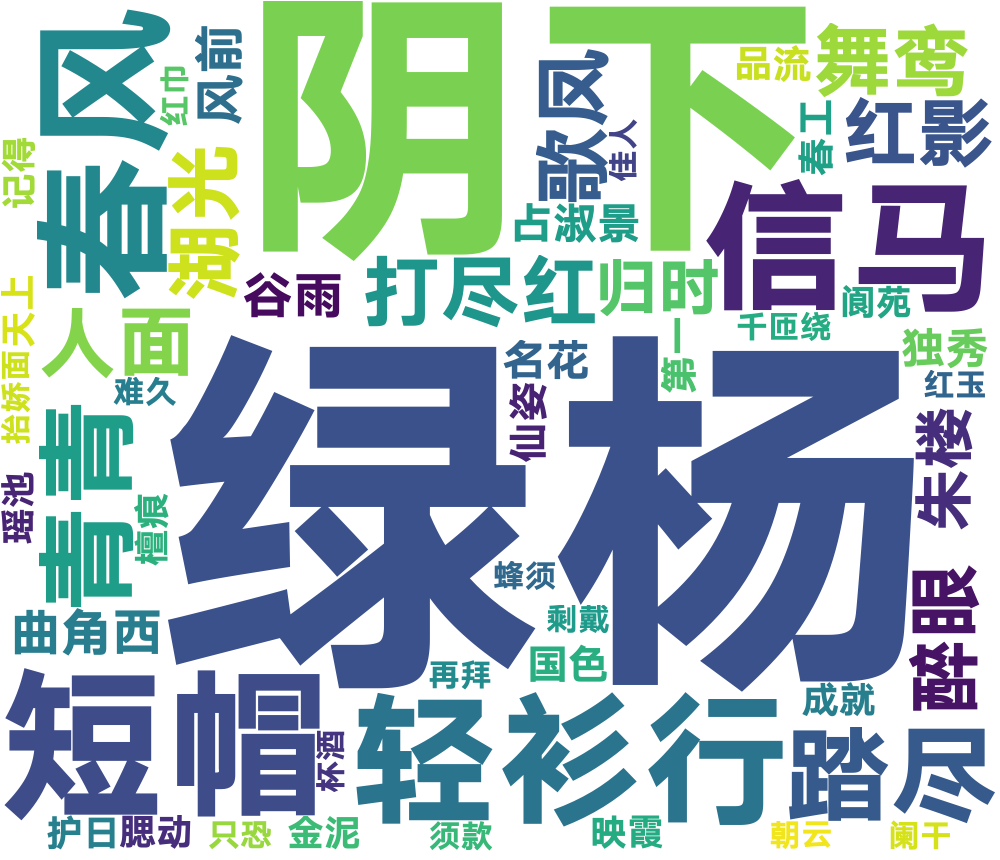 阴下
春风
风前
红巾
歌凤
佳人
品流
舞鸾
春工
红影
记得
湖光
占淑景
信马
谷雨
打尽红
归时
阆苑
千匝绕
天上
人面
名花
第一
独秀
抬娇面
难久
仙姿
红玉
绿杨
青青
朱楼
瑶池
檀痕
蜂须
醉眼
曲角西
剩戴
国色
再拜
成就
短帽
轻衫行
踏尽
杯酒
护日
腮动
只恐
金泥
须款
映霞
朝云
阑干